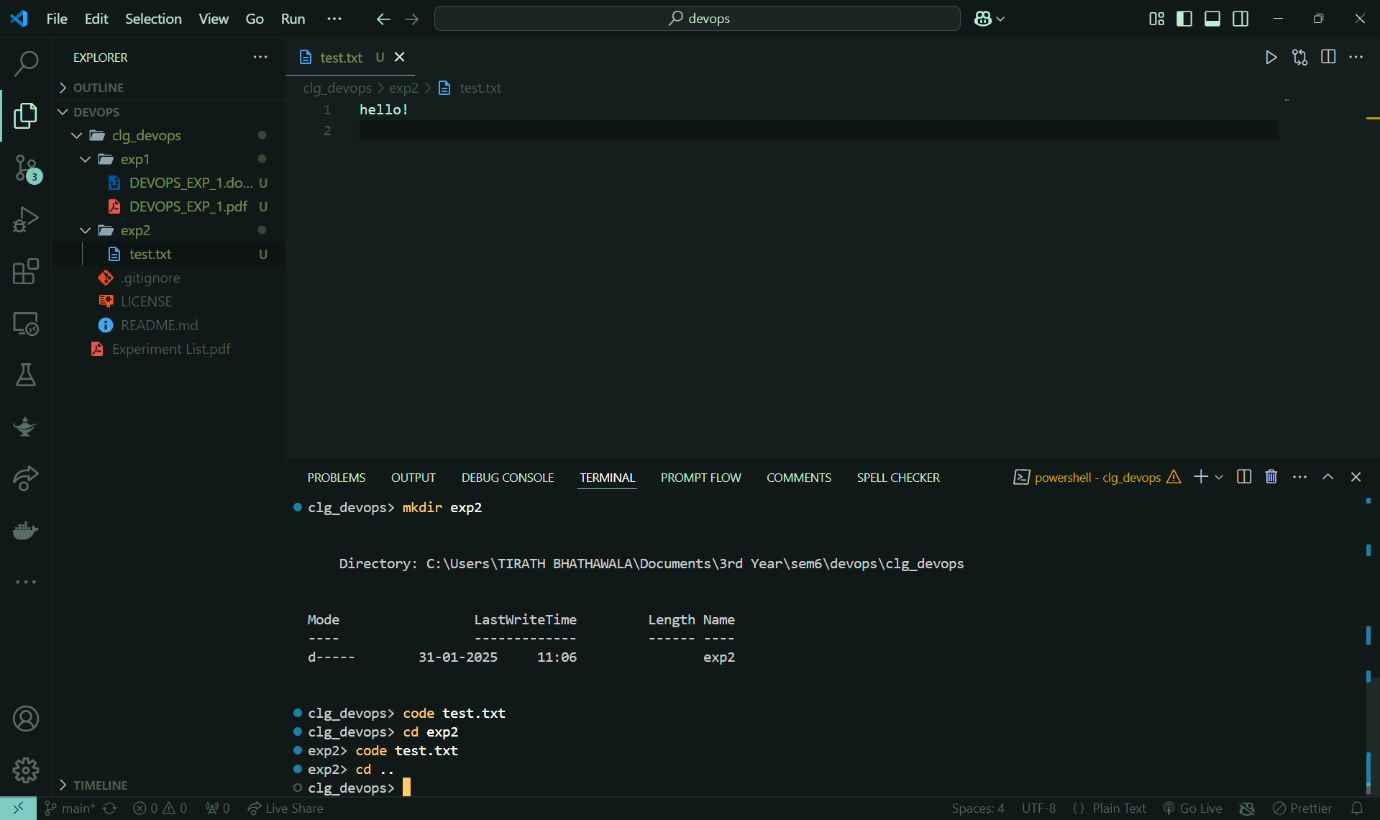 File Edit Selection View Go Run ··· devops
EXPLORER ···
OUTLINE
DEVOPS
clg_devops
exp1
DEVOPS_EXP_1.do... U
DEVOPS_EXP_1.pdf U
exp2
test.txt U
.gitignore
LICENSE
README.md
Experiment List.pdf
TIMELINE
3
test.txt U
clg_devops > exp2 > test.txt
1 hello!
2
PROBLEMS OUTPUT DEBUG CONSOLE TERMINAL PROMPT FLOW COMMENTS SPELL CHECKER powershell - clg_devops
clg_devops> mkdir exp2
Directory: C:\Users\TIRATH BHATHAWALA\Documents\3rd Year\sem6\devops\clg_devops
Mode LastWriteTime Length Name
---- ------------- ------ ----
d----- 31-01-2025 11:06 exp2
clg_devops> code test.txt
clg_devops> cd exp2
exp2> code test.txt
exp2> cd ..
clg_devops>
main* 0 0 0 Live Share Spaces: 4 UTF-8 {} Plain Text Go Live Prettier